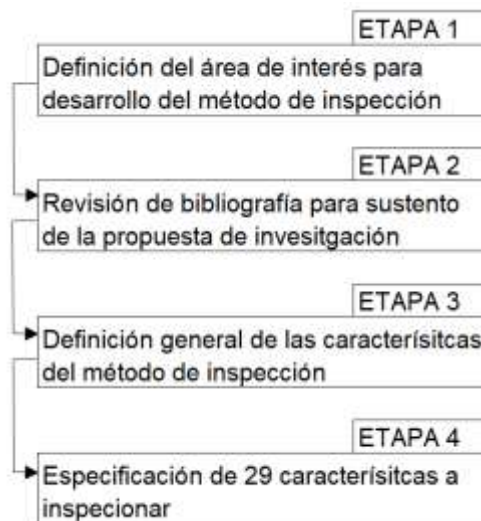 ETAPA 1
Definición del área de interés para
desarrollo del método de inspección
ETAPA 2
Revisión de bibliografía para sustento
de la propuesta de invesitgación
ETAPA 3
Definición general de las caracterísitcas
del método de inspección
ETAPA 4
Especificación de 29 caracterísitcas a
inspecionar